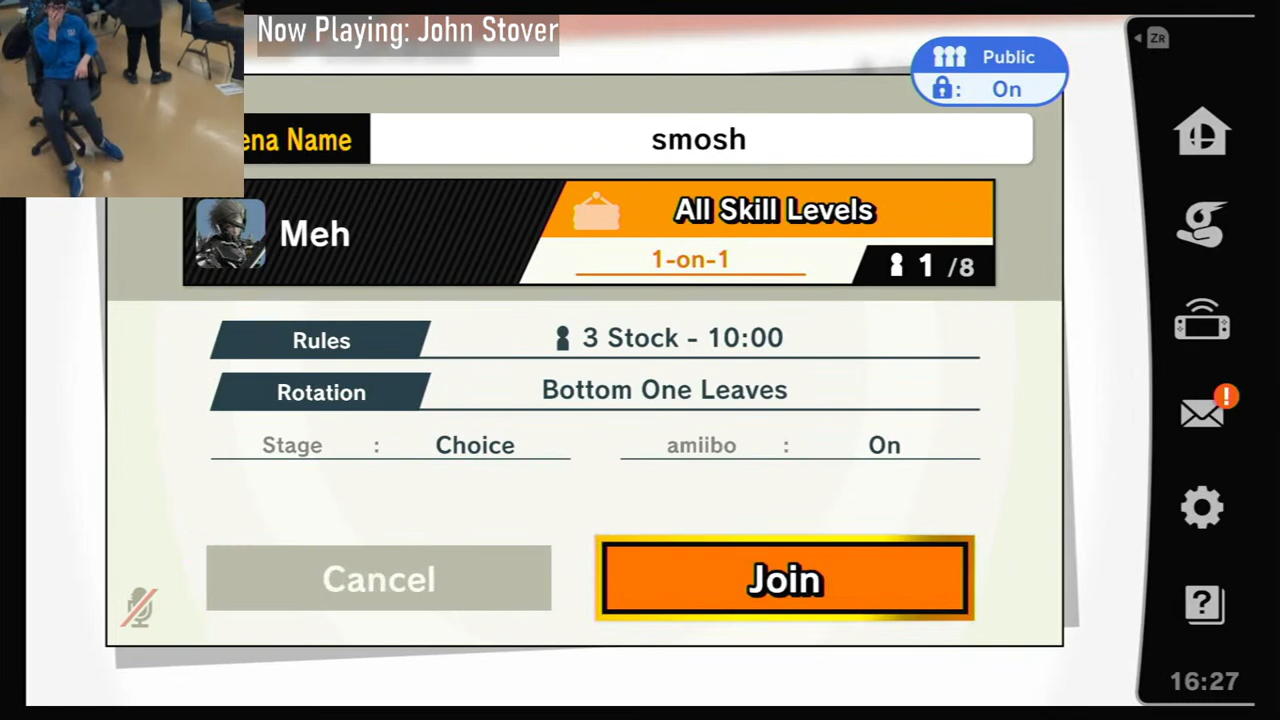 Now Playing: John Stover
ZR
Public
: On
ena Name
smosh
Meh
All Skill Levels
1-on-1
1 /8
Rules
3 Stock - 10:00
Rotation
Bottom One Leaves
Stage : Choice
amiibo : On
Cancel
Join
16:27